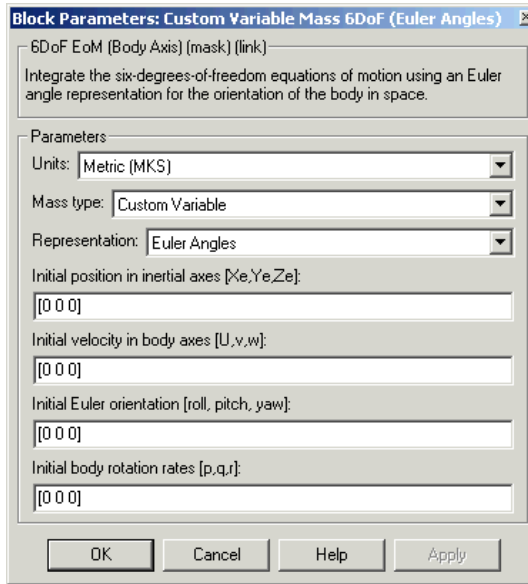 Block Parameters: Custom Variable Mass 6DoF (Euler Angles)
6DoF EoM (Body Axis) (mask) (link)
Integrate the six-degrees-of-freedom equations of motion using an Euler
angle representation for the orientation of the body in space.
Parameters
Units: Metric (MKS)
Mass type: Custom Variable
Representation: Euler Angles
Initial position in inertial axes [Xe,Ye,Ze]:
[0 0 0]
Initial velocity in body axes [U,v,w]:
[0 0 0]
Initial Euler orientation [roll, pitch, yaw]:
[0 0 0]
Initial body rotation rates [p,q,r]:
[0 0 0]
OK Cancel Help Apply